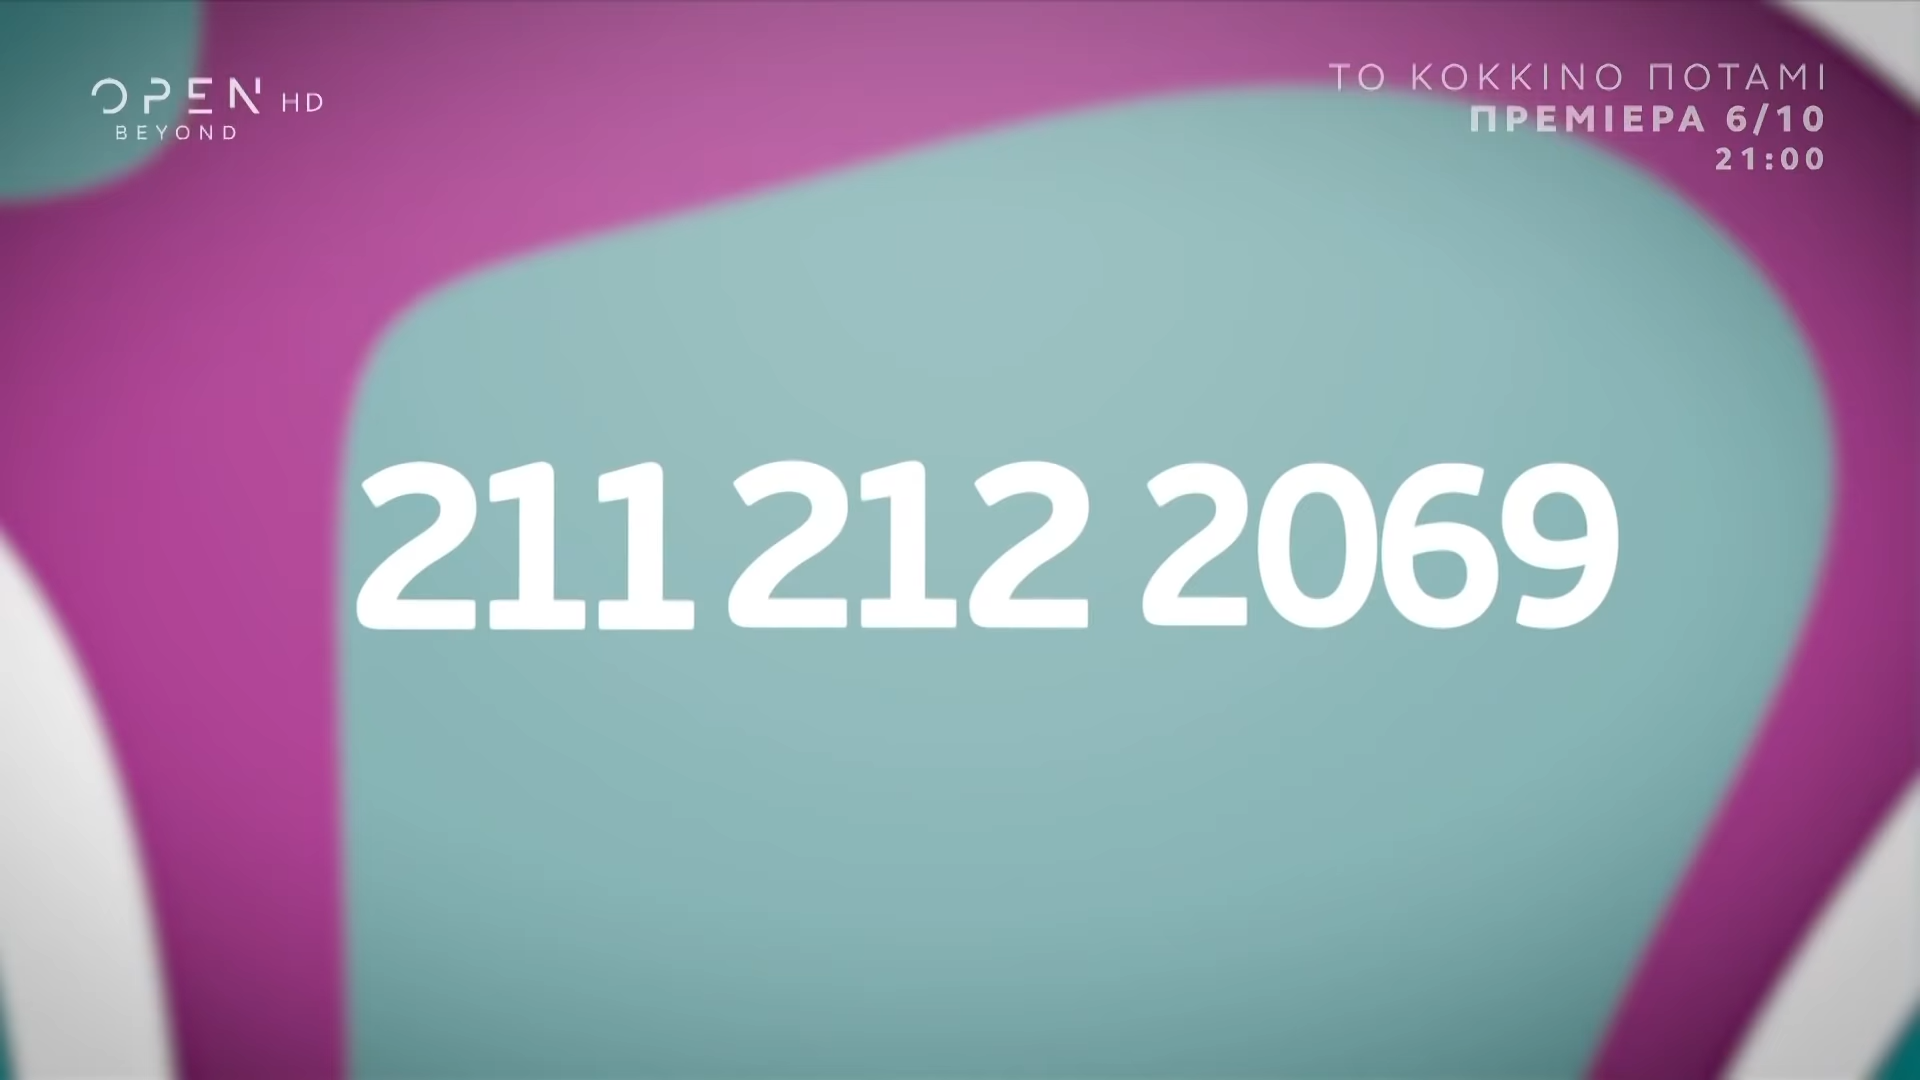 OPEN HD
BEYOND
ΤΟ ΚΟΚΚΙΝΟ ΠΟΤΑΜΙ
ΠΡΕΜΙΕΡΑ 6/10
21:00
211 212 2069